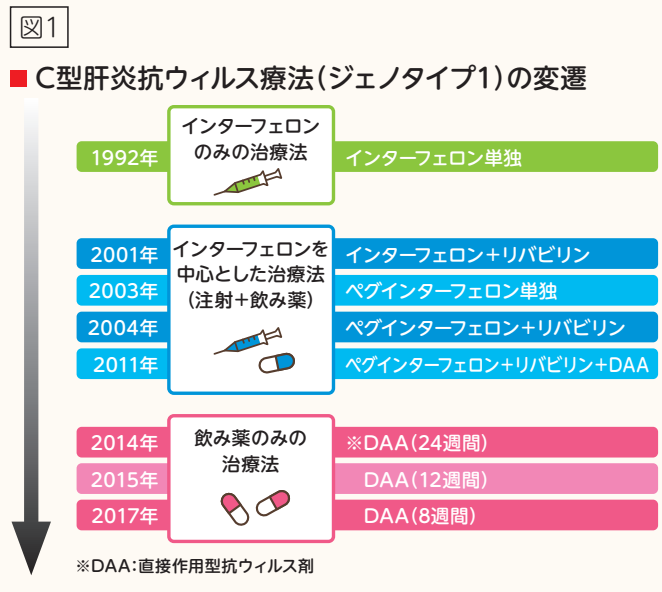 図1
■C型肝炎抗ウィルス療法(ジェノタイプ1)の変遷
1992年
インターフェロン
のみの治療法
インターフェロン単独
インターフェロンを
中心とした治療法
(注射+飲み薬)
2001年 インターフェロン+リバビリン
2003年 ペグインターフェロン単独
2004年 ペグインターフェロン+リバビリン
2011年 ペグインターフェロン+リバビリン+DAA
飲み薬のみの
治療法
2014年 ※DAA(24週間)
2015年 DAA(12週間)
2017年 DAA(8週間)
※DAA:直接作用型抗ウィルス剤